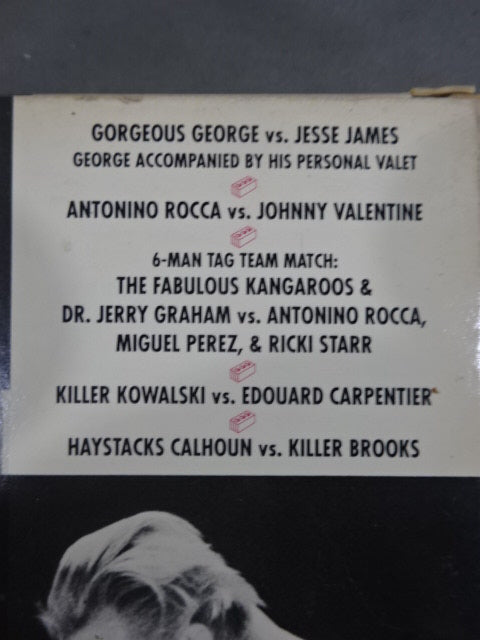 GORGEOUS GEORGE vs. JESSE JAMES
GEORGE ACCOMPANIED BY HIS PERSONAL VALET
ANTONINO ROCCA vs. JOHNNY VALENTINE
6-MAN TAG TEAM MATCH:
THE FABULOUS KANGAROOS &
DR. JERRY GRAHAM vs. ANTONINO ROCCA,
MIGUEL PEREZ, & RICKI STARR
KILLER KOWALSKI vs. EDOUARD CARPENTIER
HAYSTACKS CALHOUN vs. KILLER BROOKS